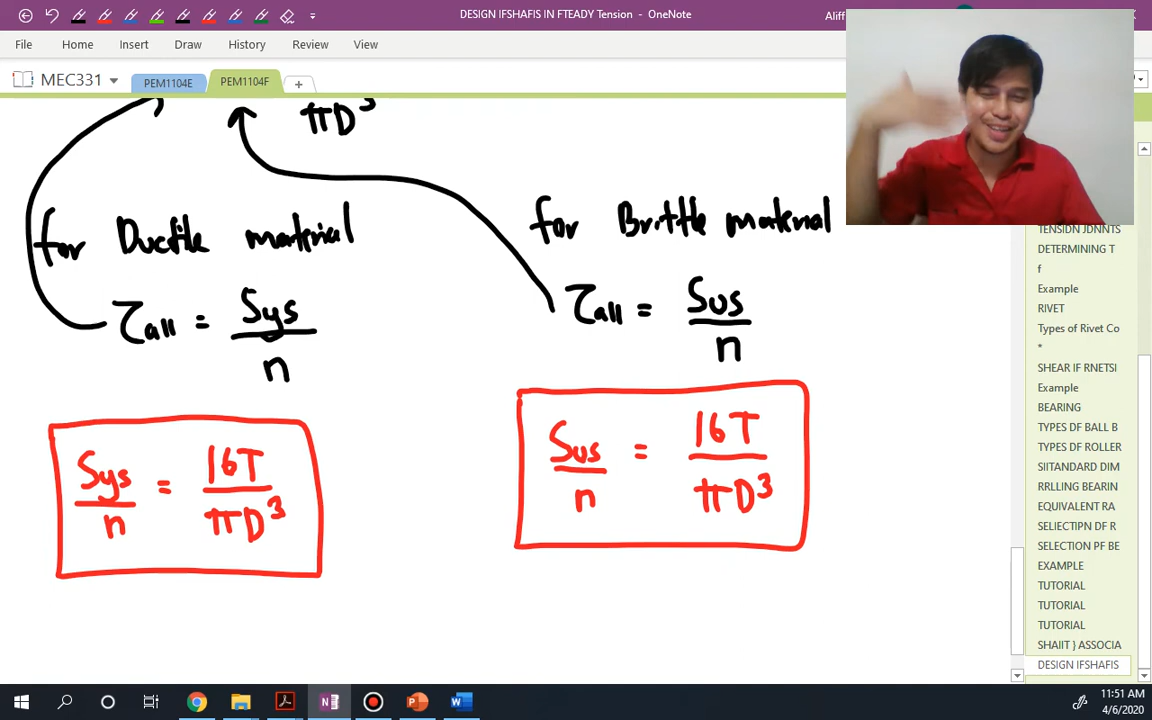 DESIGN IFSHAFIS IN FTEADY Tension - OneNote
Aliff
File Home Insert Draw History Review View
MEC331
PEM1104E PEM1104F +
πD³
for Ductile material
for Brittle material
τall = Sys/n
τall = Sus/n
Sys/n = 16T/πD³
Sus/n = 16T/πD³
TENSIDN JDNNTS
DETERMINING T
f
Example
RIVET
Types of Rivet Co
*
SHEAR IF RNETSI
Example
BEARING
TYPES DF BALL B
TYPES DF ROLLER
SIITANDARD DIM
RRLLING BEARIN
EQUIVALENT RA
SELIECTIPN DF R
SELECTION PF BE
EXAMPLE
TUTORIAL
TUTORIAL
TUTORIAL
SHAIIT } ASSOCIA
DESIGN IFSHAFIS
11:51 AM
4/6/2020